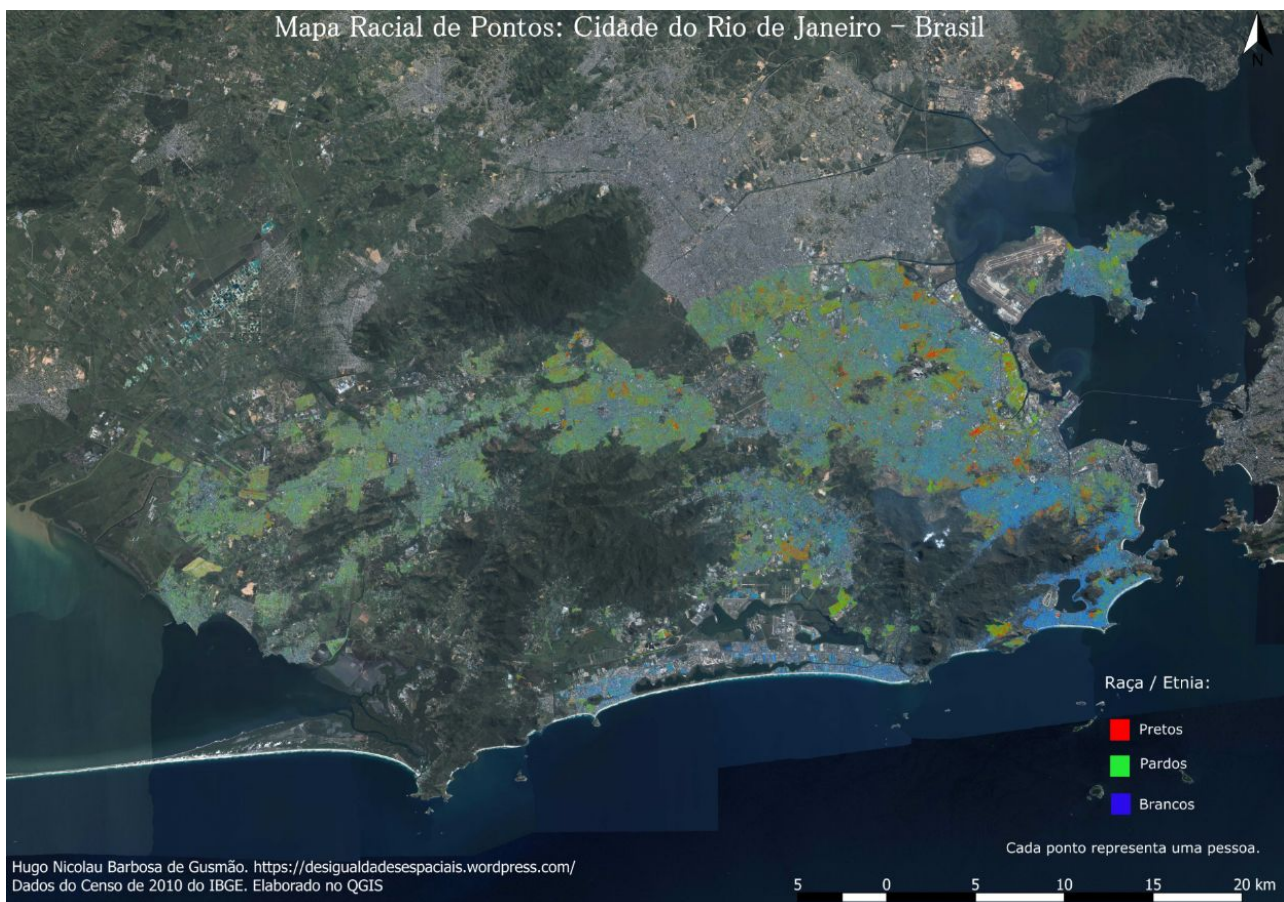 Mapa Racial de Pontos: Cidade do Rio de Janeiro – Brasil
N
Raça / Etnia:
Pretos
Pardos
Brancos
Cada ponto representa uma pessoa.
Hugo Nicolau Barbosa de Gusmão. https://desigualdadesespaciais.wordpress.com/
Dados do Censo de 2010 do IBGE. Elaborado no QGIS
5 0 5 10 15 20 km